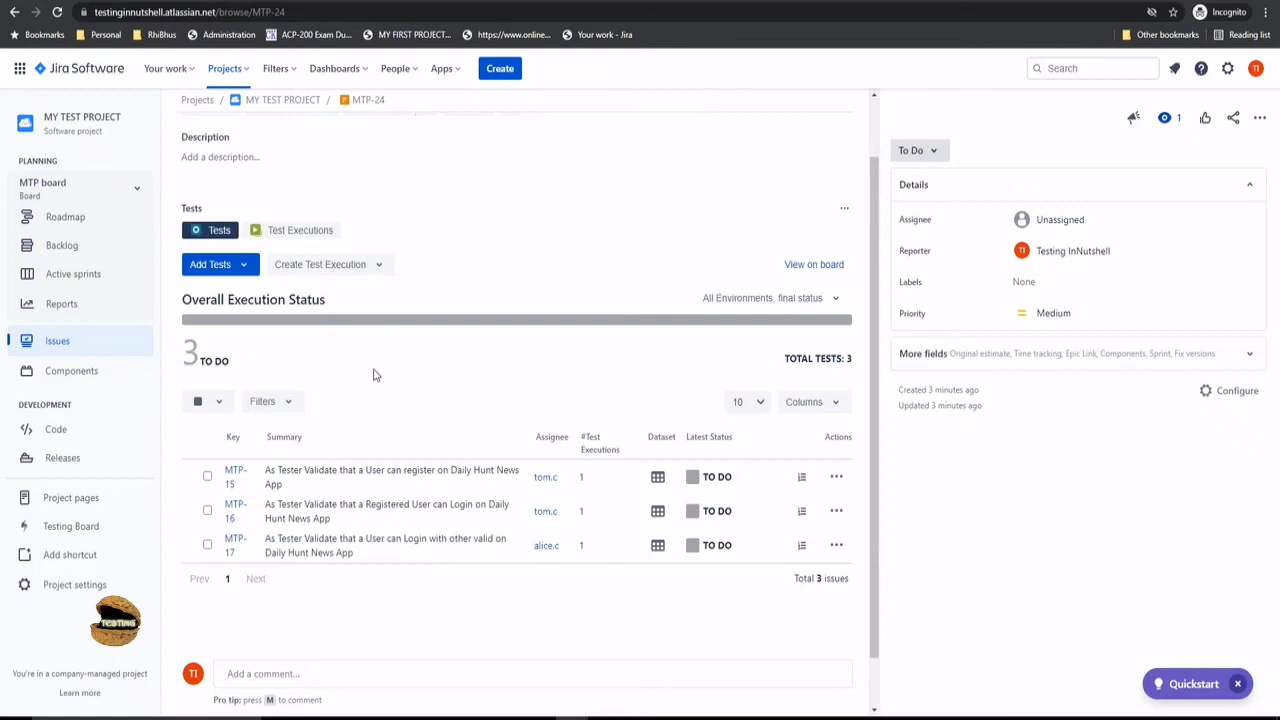 testinginnutshell.atlassian.net/browse/MTP-24
Incognito
Bookmarks
Personal
RhiBhus
Administration
ACP-200 Exam Du...
MY FIRST PROJECT...
https://www.online...
Your work - Jira
Other bookmarks
Reading list
Jira Software
Your work
Projects
Filters
Dashboards
People
Apps
Create
Search
TI
MY TEST PROJECT
Software project
PLANNING
MTP board
Board
Roadmap
Backlog
Active sprints
Reports
Issues
Components
DEVELOPMENT
Code
Releases
Project pages
Testing Board
Add shortcut
Project settings
TESTING
You're in a company-managed project
Learn more
Projects / MY TEST PROJECT / MTP-24
Description
Add a description...
Tests
Tests
Test Executions
Add Tests
Create Test Execution
View on board
Overall Execution Status
All Environments, final status
3 TO DO
TOTAL TESTS: 3
Filters
10
Columns
Key Summary Assignee #Test Executions Dataset Latest Status Actions
MTP-15 As Tester Validate that a User can register on Daily Hunt News App tom.c 1 TO DO
MTP-16 As Tester Validate that a Registered User can Login on Daily Hunt News App tom.c 1 TO DO
MTP-17 As Tester Validate that a User can Login with other valid on Daily Hunt News App alice.c 1 TO DO
Prev 1 Next
Total 3 issues
TI
Add a comment...
Pro tip: press M to comment
1
To Do
Details
Assignee Unassigned
Reporter TI Testing InNutshell
Labels None
Priority Medium
More fields Original estimate, Time tracking, Epic Link, Components, Sprint, Fix versions
Created 3 minutes ago
Updated 3 minutes ago
Configure
Quickstart